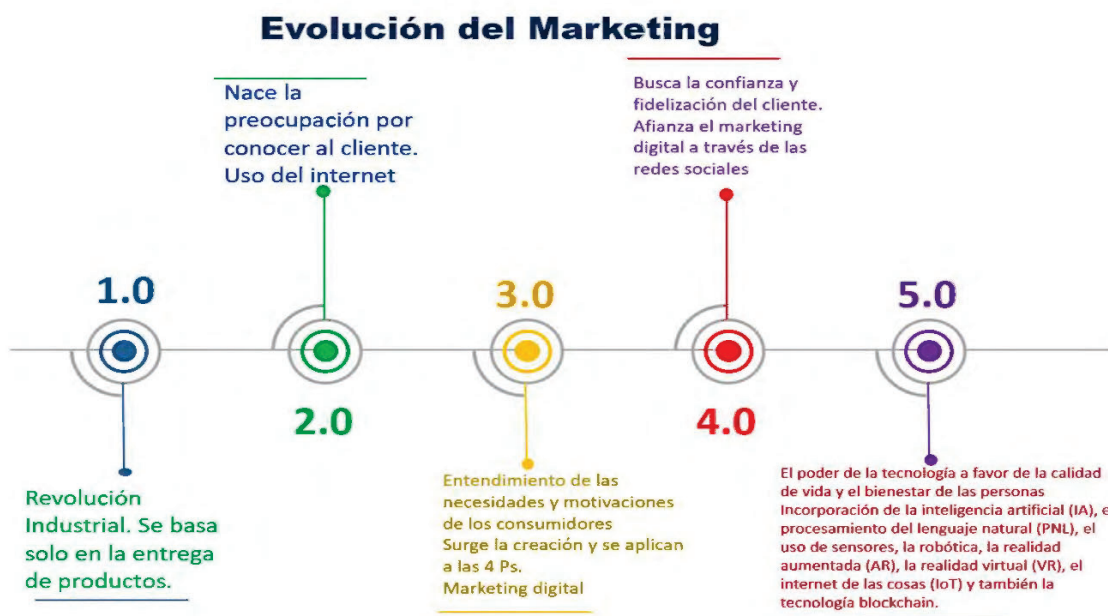 Evolución del Marketing
1.0
Revolución
Industrial. Se basa
solo en la entrega
de productos.
Nace la
preocupación por
conocer al cliente.
Uso del internet
2.0
3.0
Entendimiento de las
necesidades y motivaciones
de los consumidores
Surge la creación y se aplican
a las 4 Ps.
Marketing digital
Busca la confianza y
fidelización del cliente.
Afianza el marketing
digital a través de las
redes sociales
4.0
5.0
El poder de la tecnología a favor de la calidad
de vida y el bienestar de las personas
Incorporación de la inteligencia artificial (IA), e
procesamiento del lenguaje natural (PNL), el
uso de sensores, la robótica, la realidad
aumentada (AR), la realidad virtual (VR), el
internet de las cosas (IoT) y también la
tecnología blockchain.